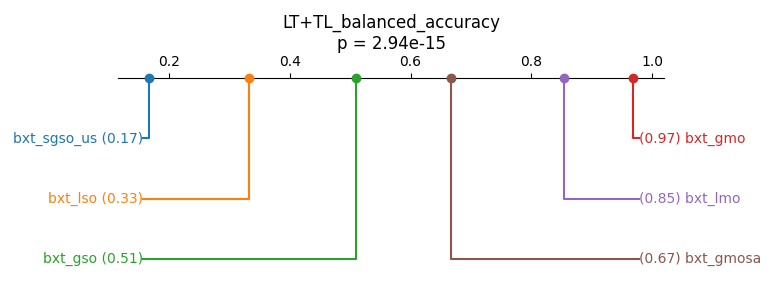 LT+TL_balanced_accuracy
p = 2.94e-15
0.2 0.4 0.6 0.8 1.0
bxt_sgso_us (0.17) (0.97) bxt_gmo
bxt_lso (0.33) (0.85) bxt_lmo
bxt_gso (0.51) (0.67) bxt_gmosa